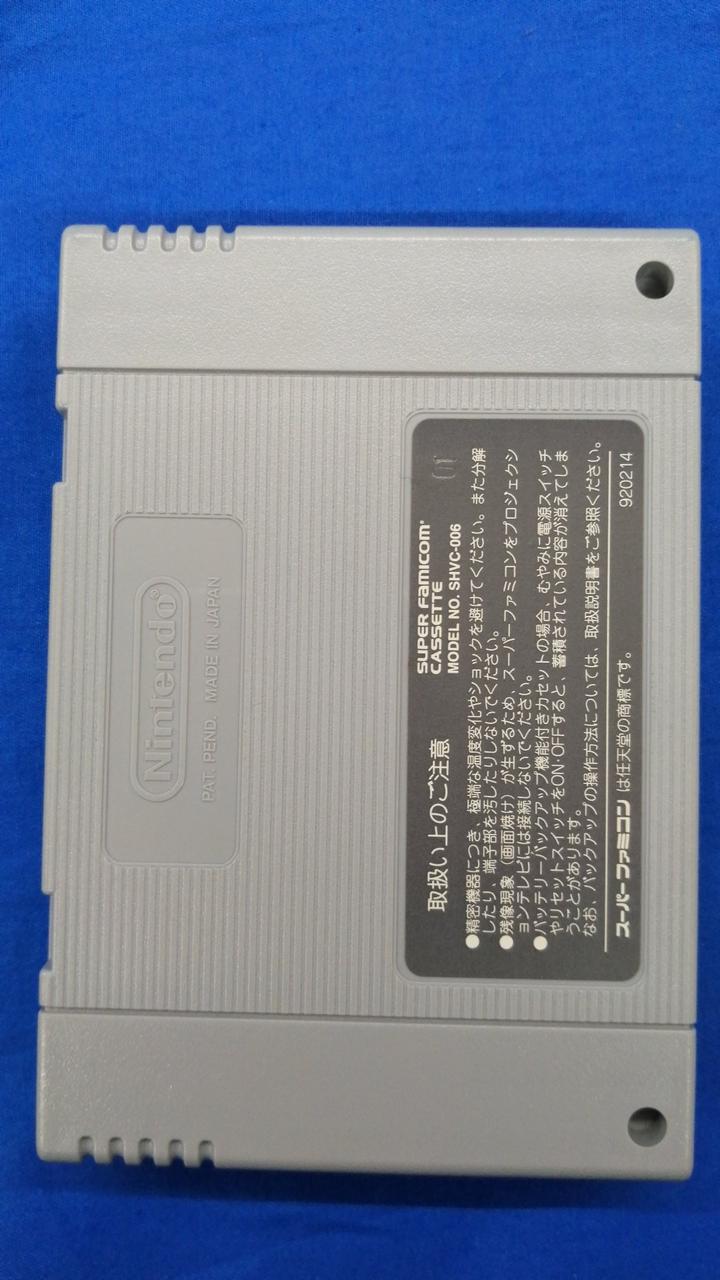 Nintendo®
PAT. PEND. MADE IN JAPAN
取扱い上のご注意
SUPER FAMICOM®
CASSETTE
MODEL NO. SHVC-006
●精密機器につき、極端な温度変化やショックを避けてください。また分解
したり、端子部を汚したりしないでください。
●残像現象（画面焼け）が生ずるため、スーパーファミコンをプロジェクシ
ョンテレビには接続しないでください。
●バッテリーバックアップ機能付きカセットの場合、むやみに電源スイッチ
やリセットスイッチをON·OFFすると、蓄積されている内容が消えてしま
うことがあります。
なお、バックアップの操作方法については、取扱説明書をご参照ください。
スーパーファミコン は任天堂の商標です。
920214